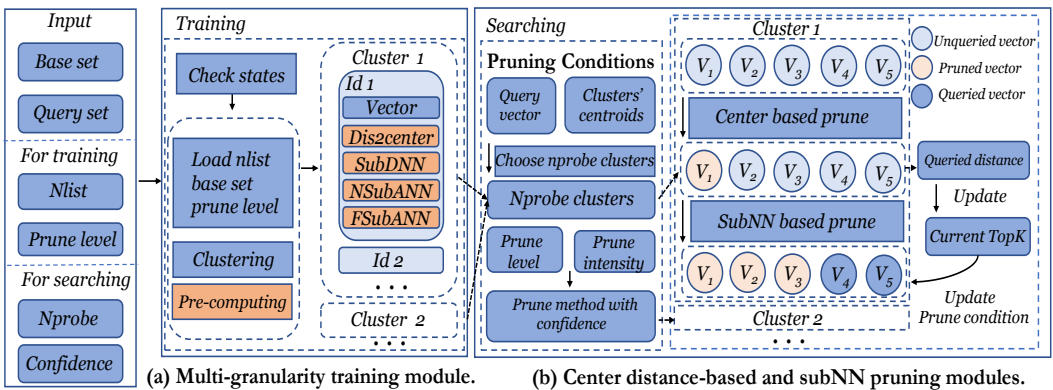 Input
Base set
Query set
For training
Nlist
Prune level
For searching
Nprobe
Confidence
Training
Check states
Load nlist
base set
prune level
Clustering
Pre-computing
Cluster 1
Id 1
Vector
Dis2center
SubDNN
NSubANN
FSubANN
Id 2
...
Cluster 2
...
(a) Multi-granularity training module.
Searching
Pruning Conditions
Query
vector
Clusters'
centroids
Choose nprobe clusters
Nprobe clusters
Prune
level
Prune
intensity
Prune method with
confidence
Cluster 1
V1 V2 V3 V4 V5
Center based prune
V1 V2 V3 V4 V5
SubNN based prune
V1 V2 V3 V4 V5
Cluster 2
...
Unqueried vector
Pruned vector
Queried vector
Queried distance
Update
Current TopK
Update
Prune condition
(b) Center distance-based and subNN pruning modules.